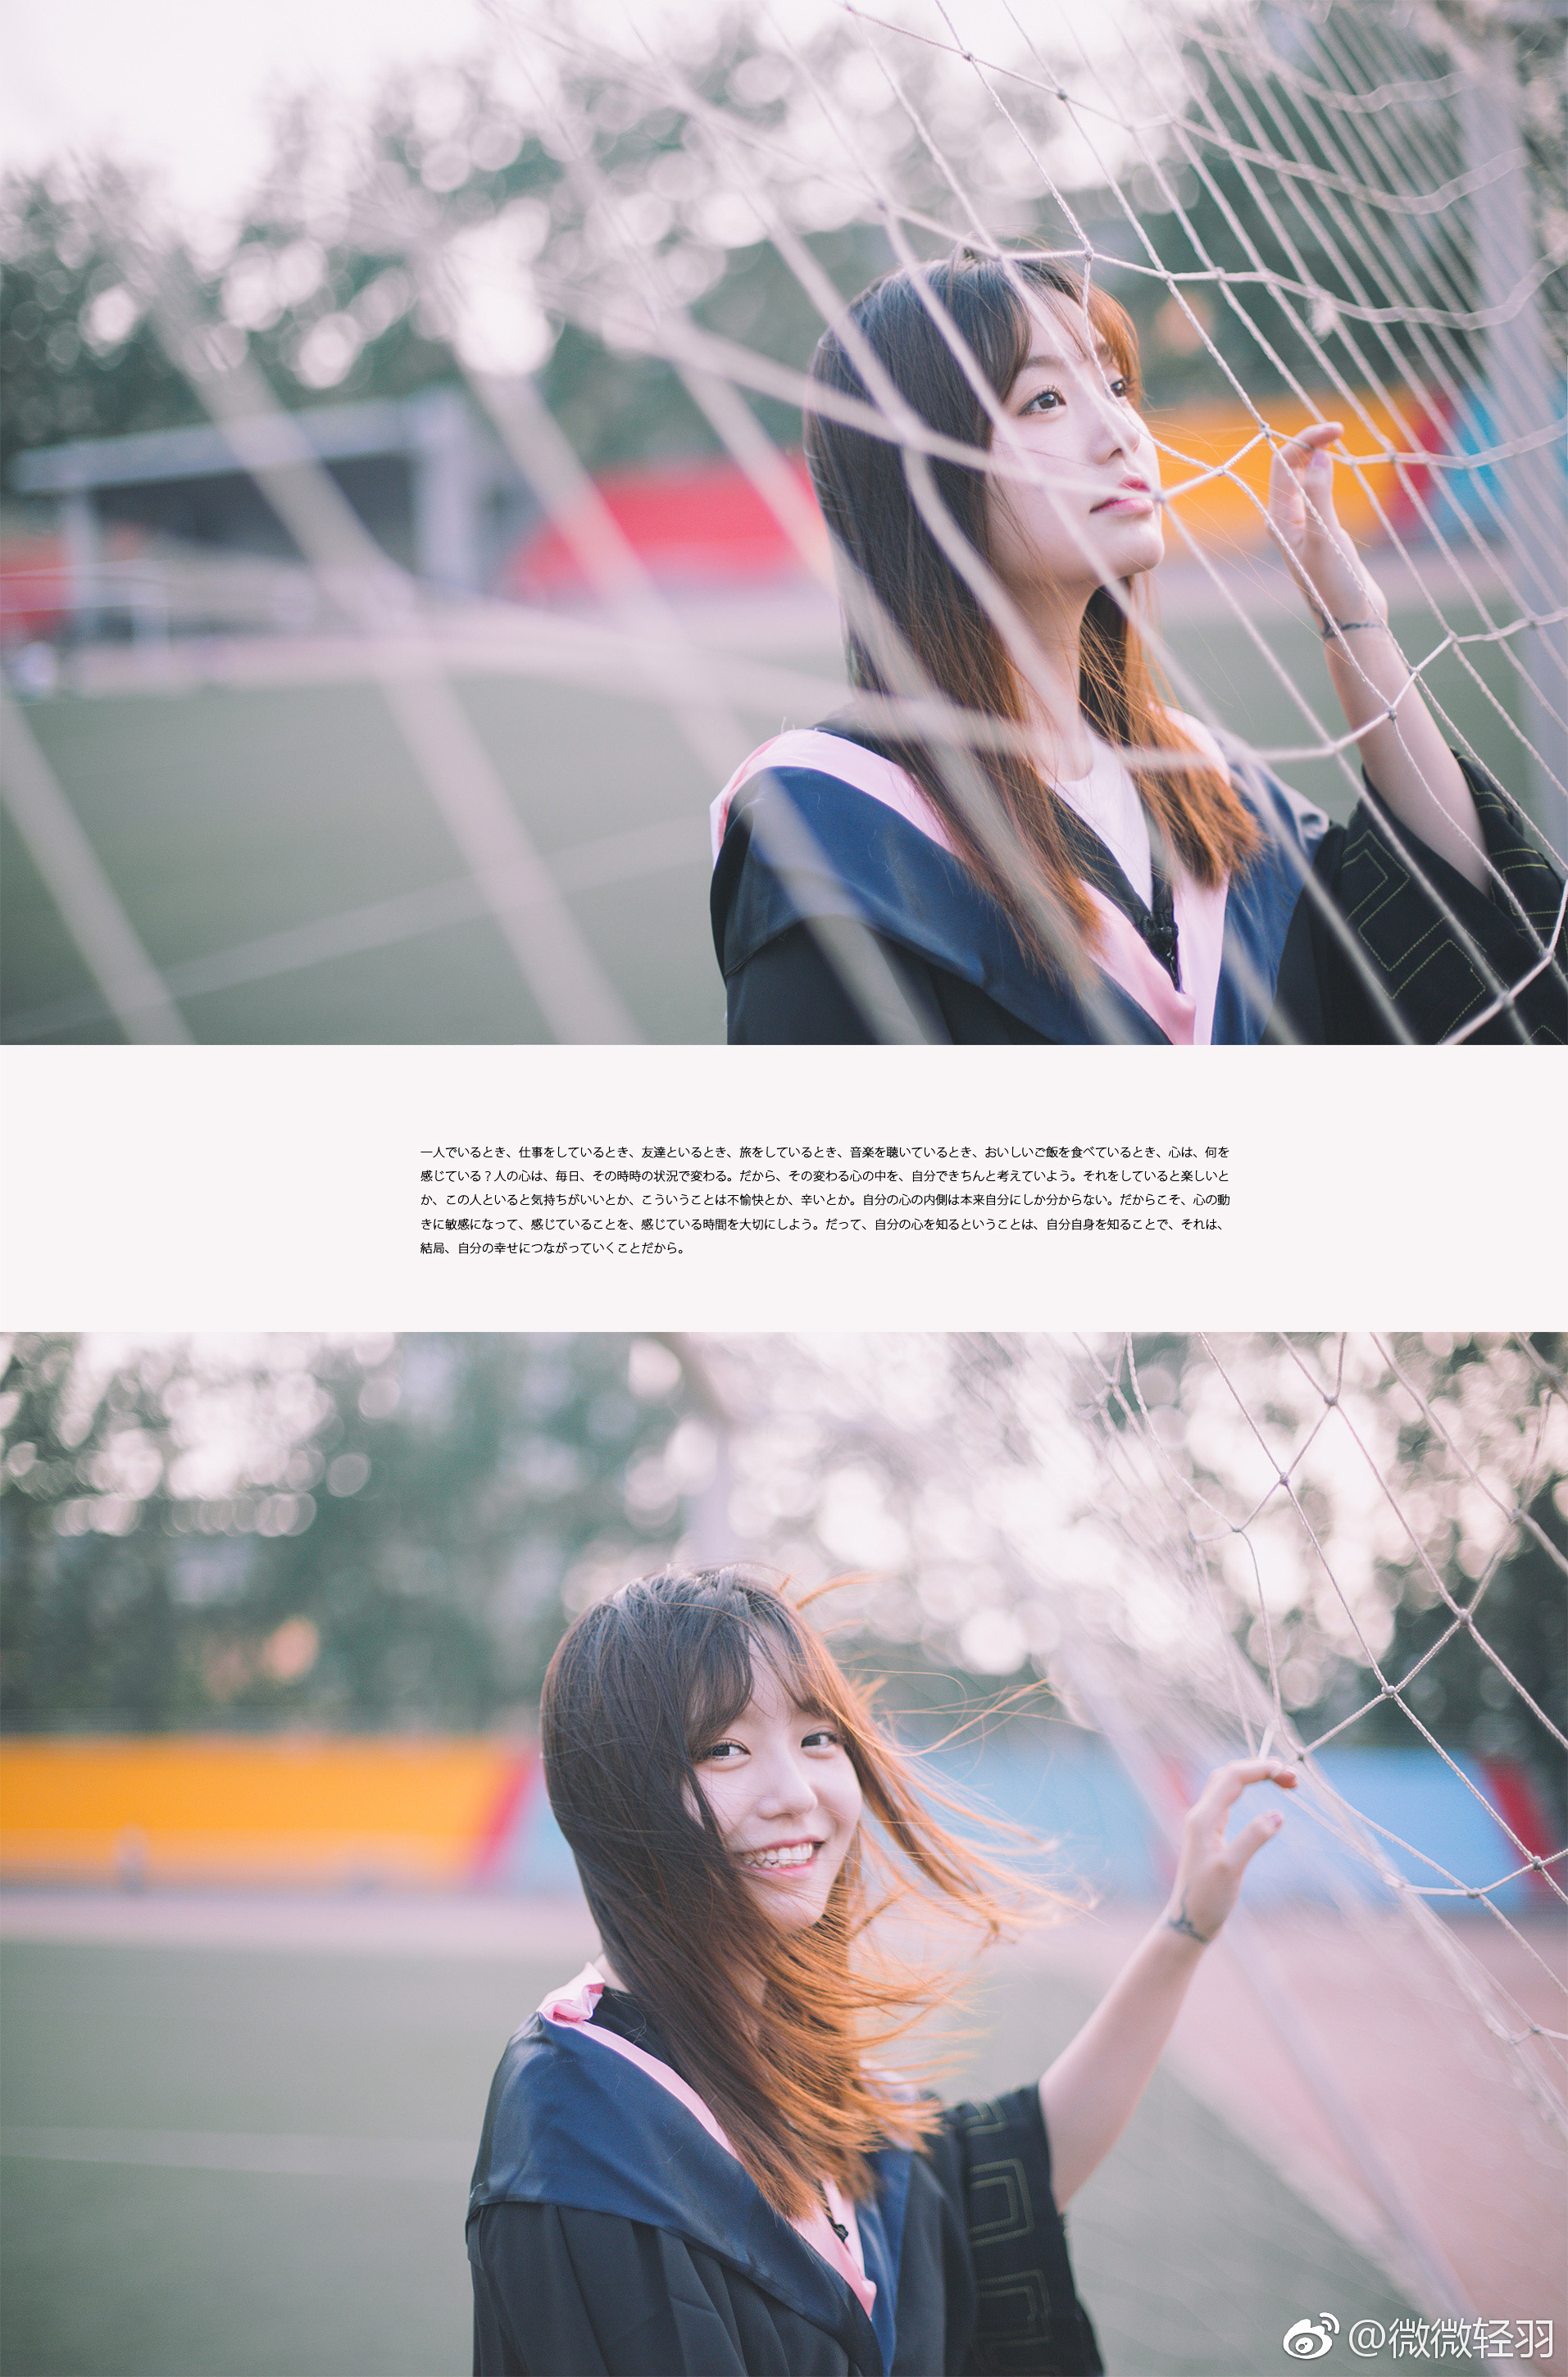 一人でいるとき、仕事をしているとき、友達といるとき、旅をしているとき、音楽を聴いているとき、おいしいご飯を食べているとき、心は、何を
感じている？人の心は、毎日、その時時の状況で変わる。だから、その変わる心の中を、自分できちんと考えていよう。それをしていると楽しいと
か、この人といると気持ちがいいとか、こういうことは不愉快とか、辛いとか。自分の心の内側は本来自分にしか分からない。だからこそ、心の動
きに敏感になって、感じていることを、感じている時間を大切にしよう。だって、自分の心を知るということは、自分自身を知ることで、それは、
結局、自分の幸せにつながっていくことだから。
@微微轻羽